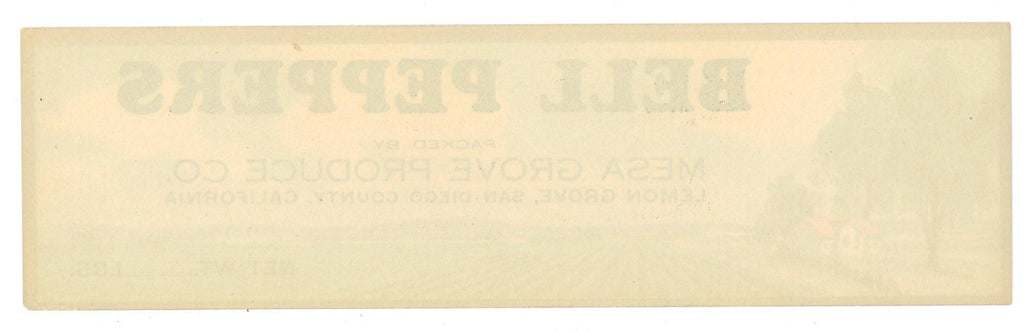 BELL PEPPERS
PACKED BY
MESA GROVE PRODUCE CO.
LEMON GROVE, SAN DIEGO COUNTY, CALIFORNIA
NET WT. LBS.